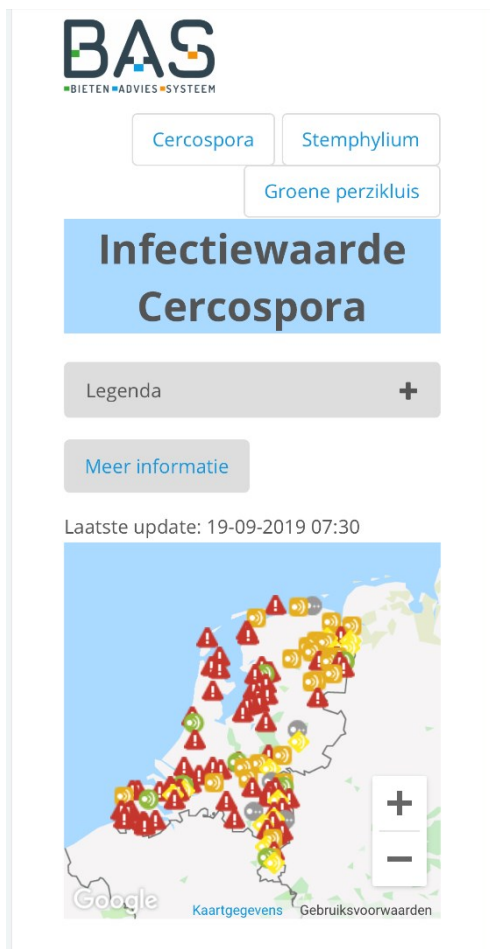 BAS
BIETEN ADVIES SYSTEEM
Cercospora
Stemphylium
Groene perzikluis
Infectiewaarde
Cercospora
Legenda +
Meer informatie
Laatste update: 19-09-2019 07:30
+
−
Google
Kaartgegevens Gebruiksvoorwaarden